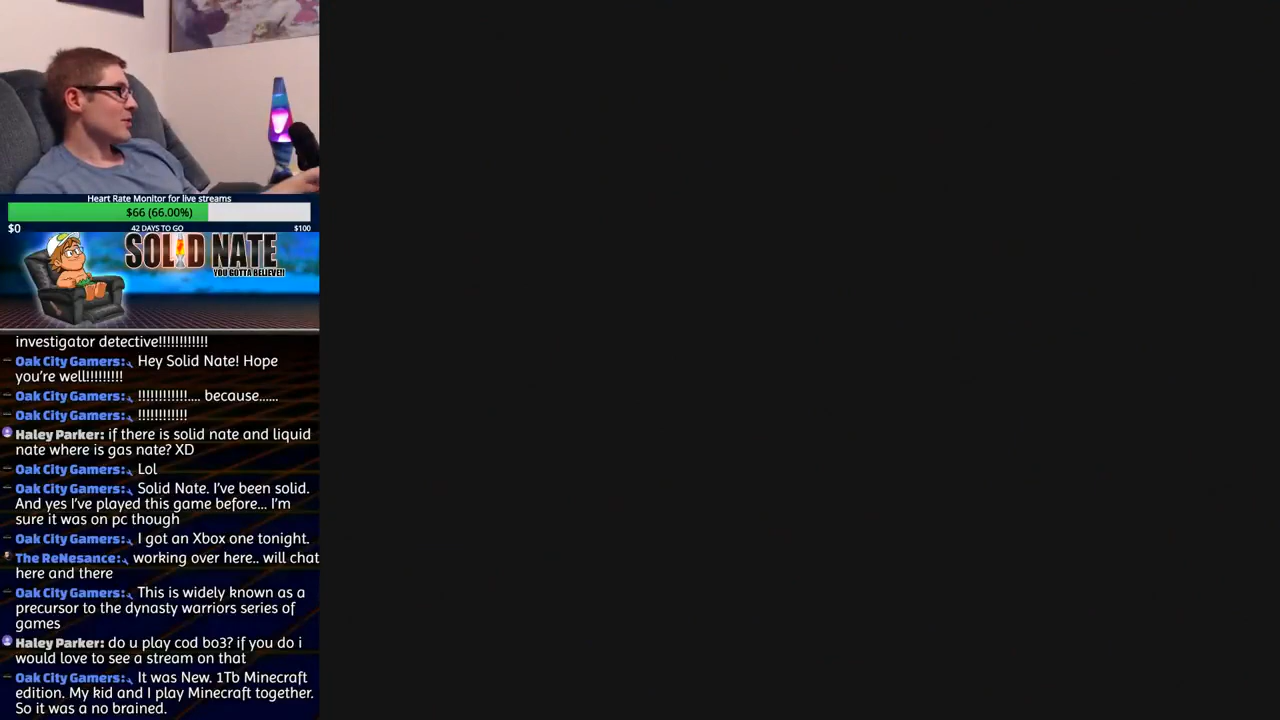 Heart Rate Monitor for live streams
$66 (66.00%)
$0 42 DAYS TO GO $100
SOLID NATE
YOU GOTTA BELIEVE!!
investigator detective!!!!!!!!!!!!
Oak City Gamers: Hey Solid Nate! Hope
you're well!!!!!!!!!
Oak City Gamers: !!!!!!!!!!!!.... because......
Oak City Gamers: !!!!!!!!!!!!
Haley Parker: if there is solid nate and liquid
nate where is gas nate? XD
Oak City Gamers: Lol
Oak City Gamers: Solid Nate. I've been solid.
And yes I've played this game before... I'm
sure it was on pc though
Oak City Gamers: I got an Xbox one tonight.
The ReNesance: working over here.. will chat
here and there
Oak City Gamers: This is widely known as a
precursor to the dynasty warriors series of
games
Haley Parker: do u play cod bo3? if you do i
would love to see a stream on that
Oak City Gamers: It was New. 1Tb Minecraft
edition. My kid and I play Minecraft together.
So it was a no brained.